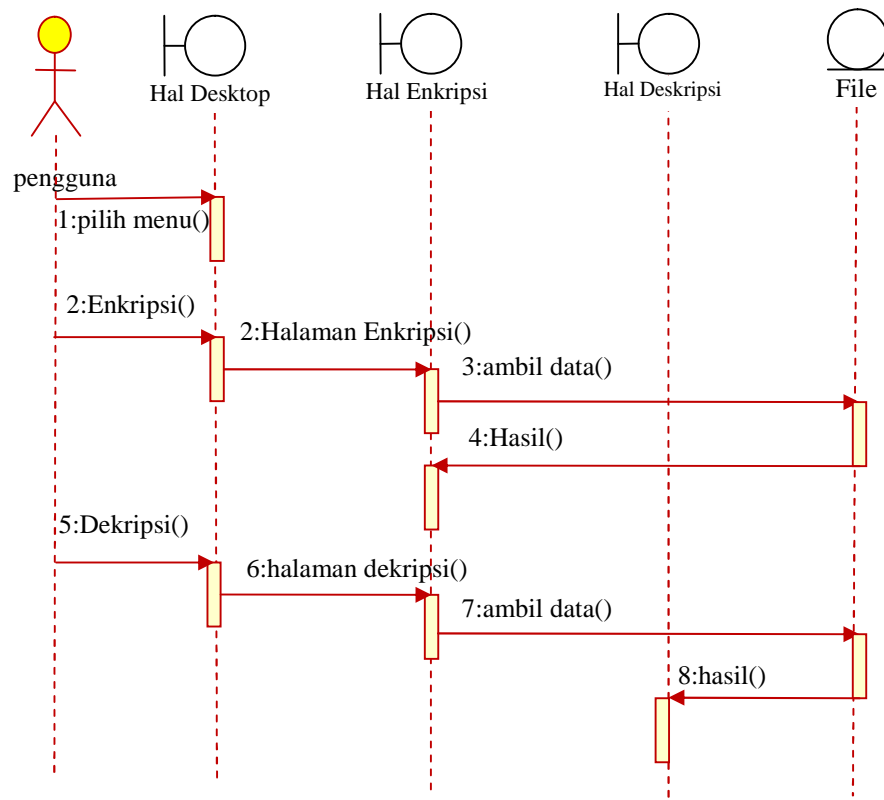 Hal Desktop
Hal Enkripsi
Hal Deskripsi
File
pengguna
1:pilih menu()
2:Enkripsi()
2:Halaman Enkripsi()
3:ambil data()
4:Hasil()
5:Dekripsi()
6:halaman dekripsi()
7:ambil data()
8:hasil()